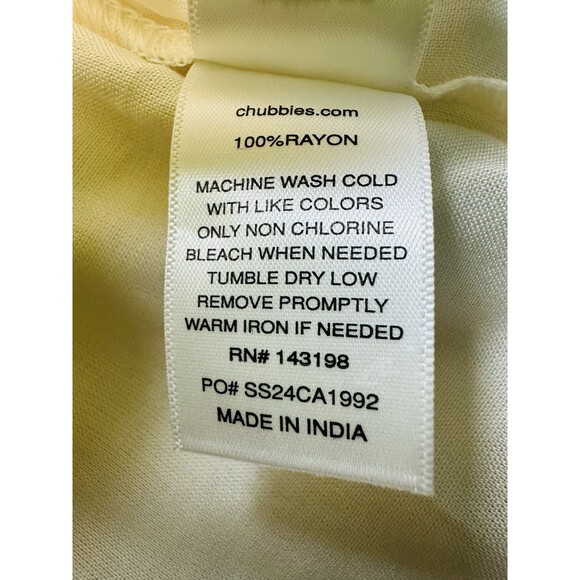 chubbies.com
100%RAYON
MACHINE WASH COLD
WITH LIKE COLORS
ONLY NON CHLORINE
BLEACH WHEN NEEDED
TUMBLE DRY LOW
REMOVE PROMPTLY
WARM IRON IF NEEDED
RN# 143198
PO# SS24CA1992
MADE IN INDIA